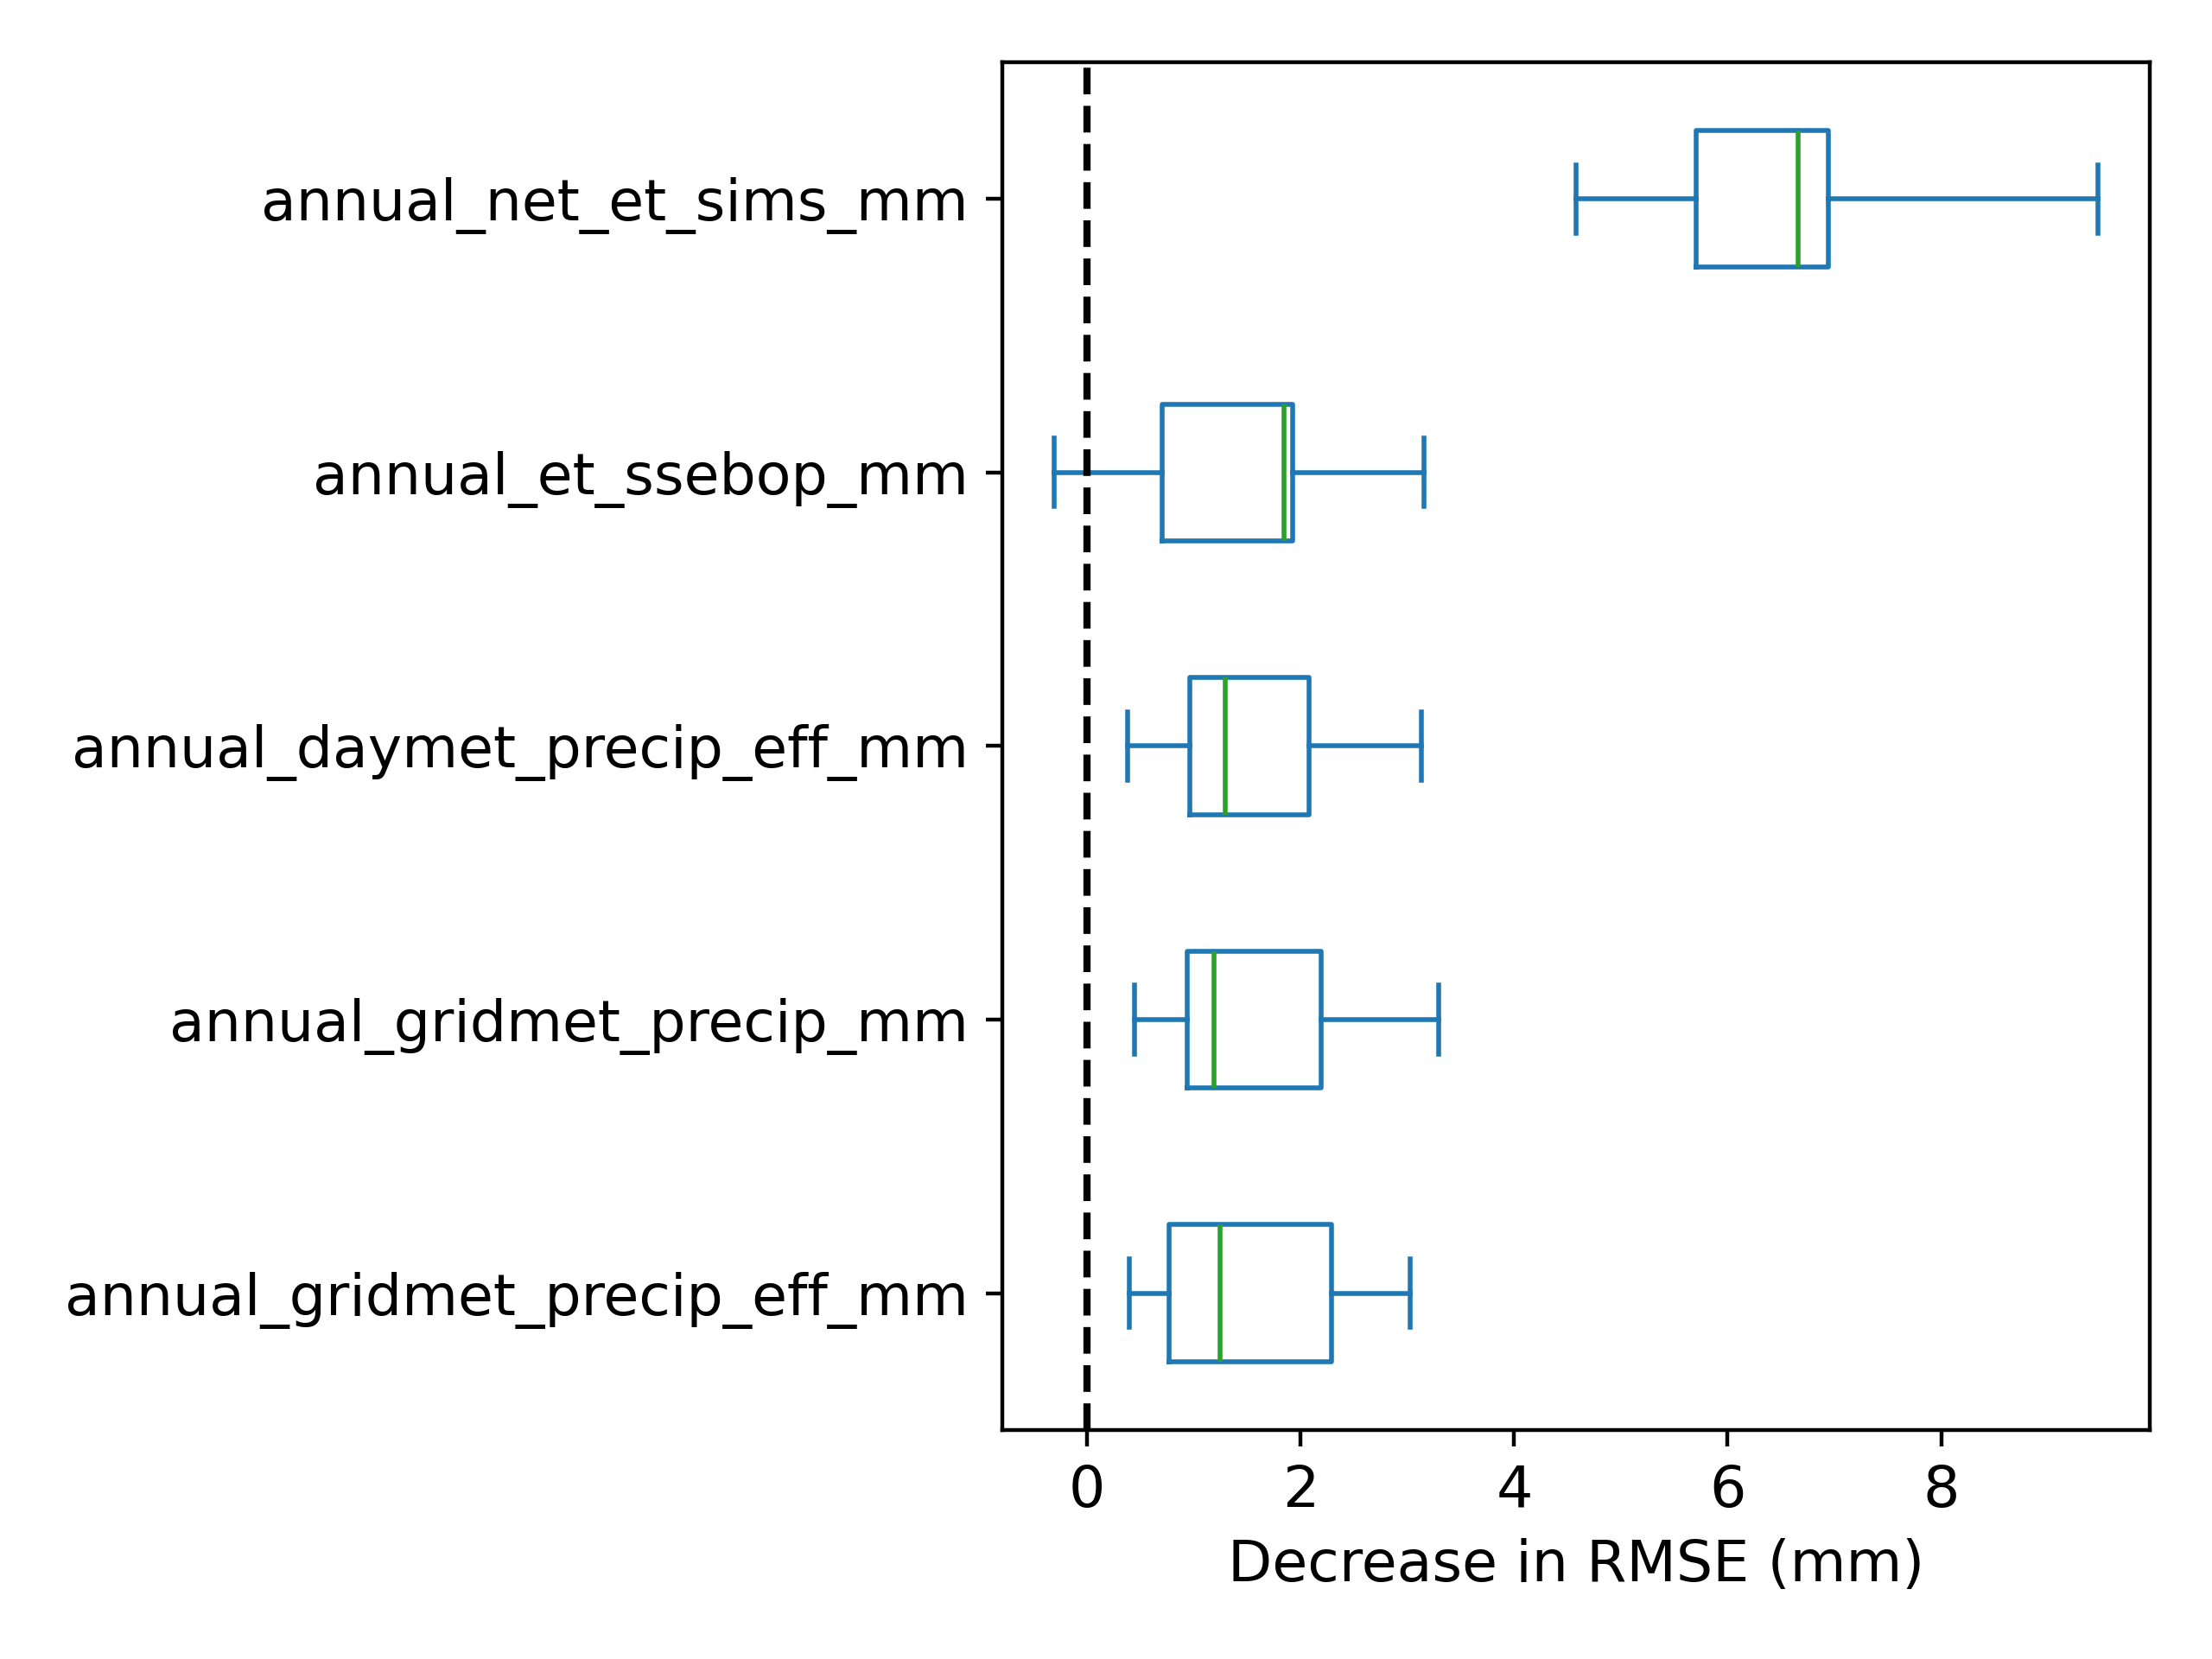 annual_net_et_sims_mm
annual_et_ssebop_mm
annual_daymet_precip_eff_mm
annual_gridmet_precip_mm
annual_gridmet_precip_eff_mm
0 2 4 6 8
Decrease in RMSE (mm)